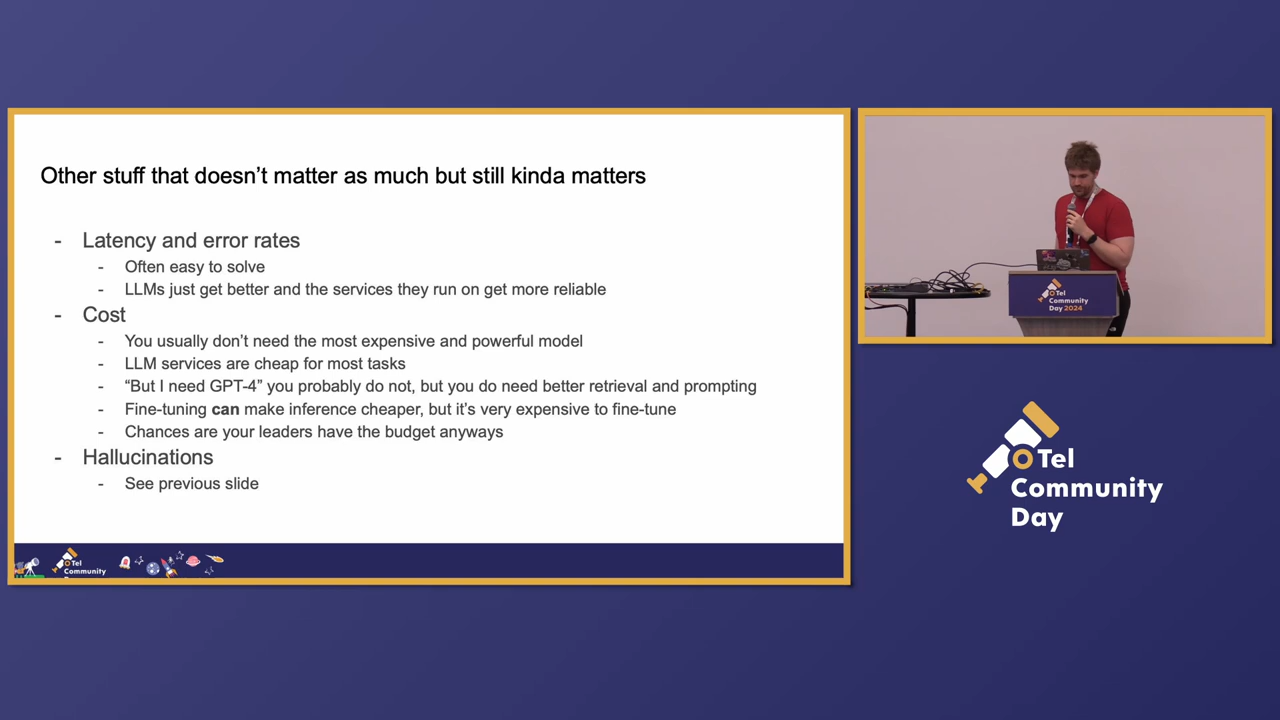 Other stuff that doesn’t matter as much but still kinda matters
- Latency and error rates
- Often easy to solve
- LLMs just get better and the services they run on get more reliable
- Cost
- You usually don’t need the most expensive and powerful model
- LLM services are cheap for most tasks
- “But I need GPT-4” you probably do not, but you do need better retrieval and prompting
- Fine-tuning can make inference cheaper, but it’s very expensive to fine-tune
- Chances are your leaders have the budget anyways
- Hallucinations
- See previous slide
OTel
Community
D
OTel
Community
Day 2024
OTel
Community
Day